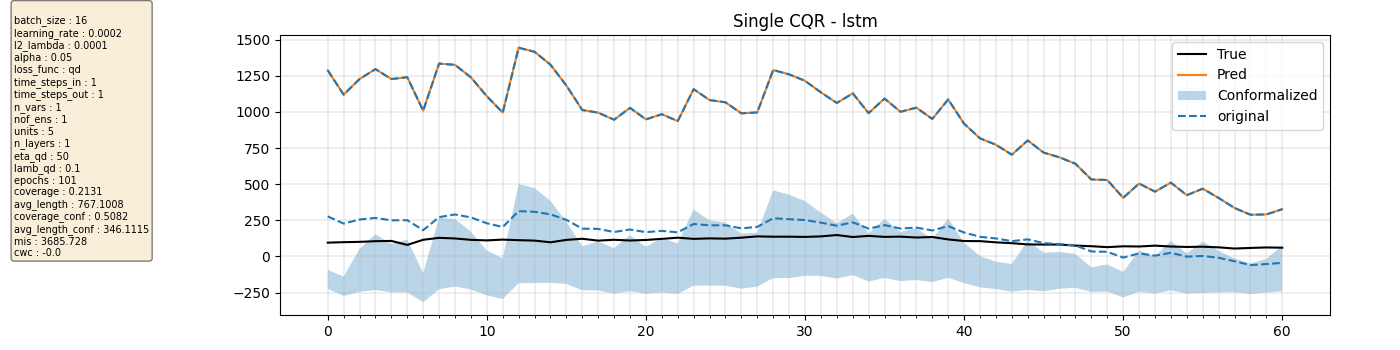 batch_size : 16
learning_rate : 0.0002
l2_lambda : 0.0001
alpha : 0.05
loss_func : qd
time_steps_in : 1
time_steps_out : 1
n_vars : 1
nof_ens : 1
units : 5
n_layers : 1
eta_qd : 50
lamb_qd : 0.1
epochs : 101
coverage : 0.2131
avg_length : 767.1008
coverage_conf : 0.5082
avg_length_conf : 346.1115
mis : 3685.728
cwc : -0.0
Single CQR - lstm
1500
1250
1000
750
500
250
0
−250
True
Pred
Conformalized
original
0 10 20 30 40 50 60